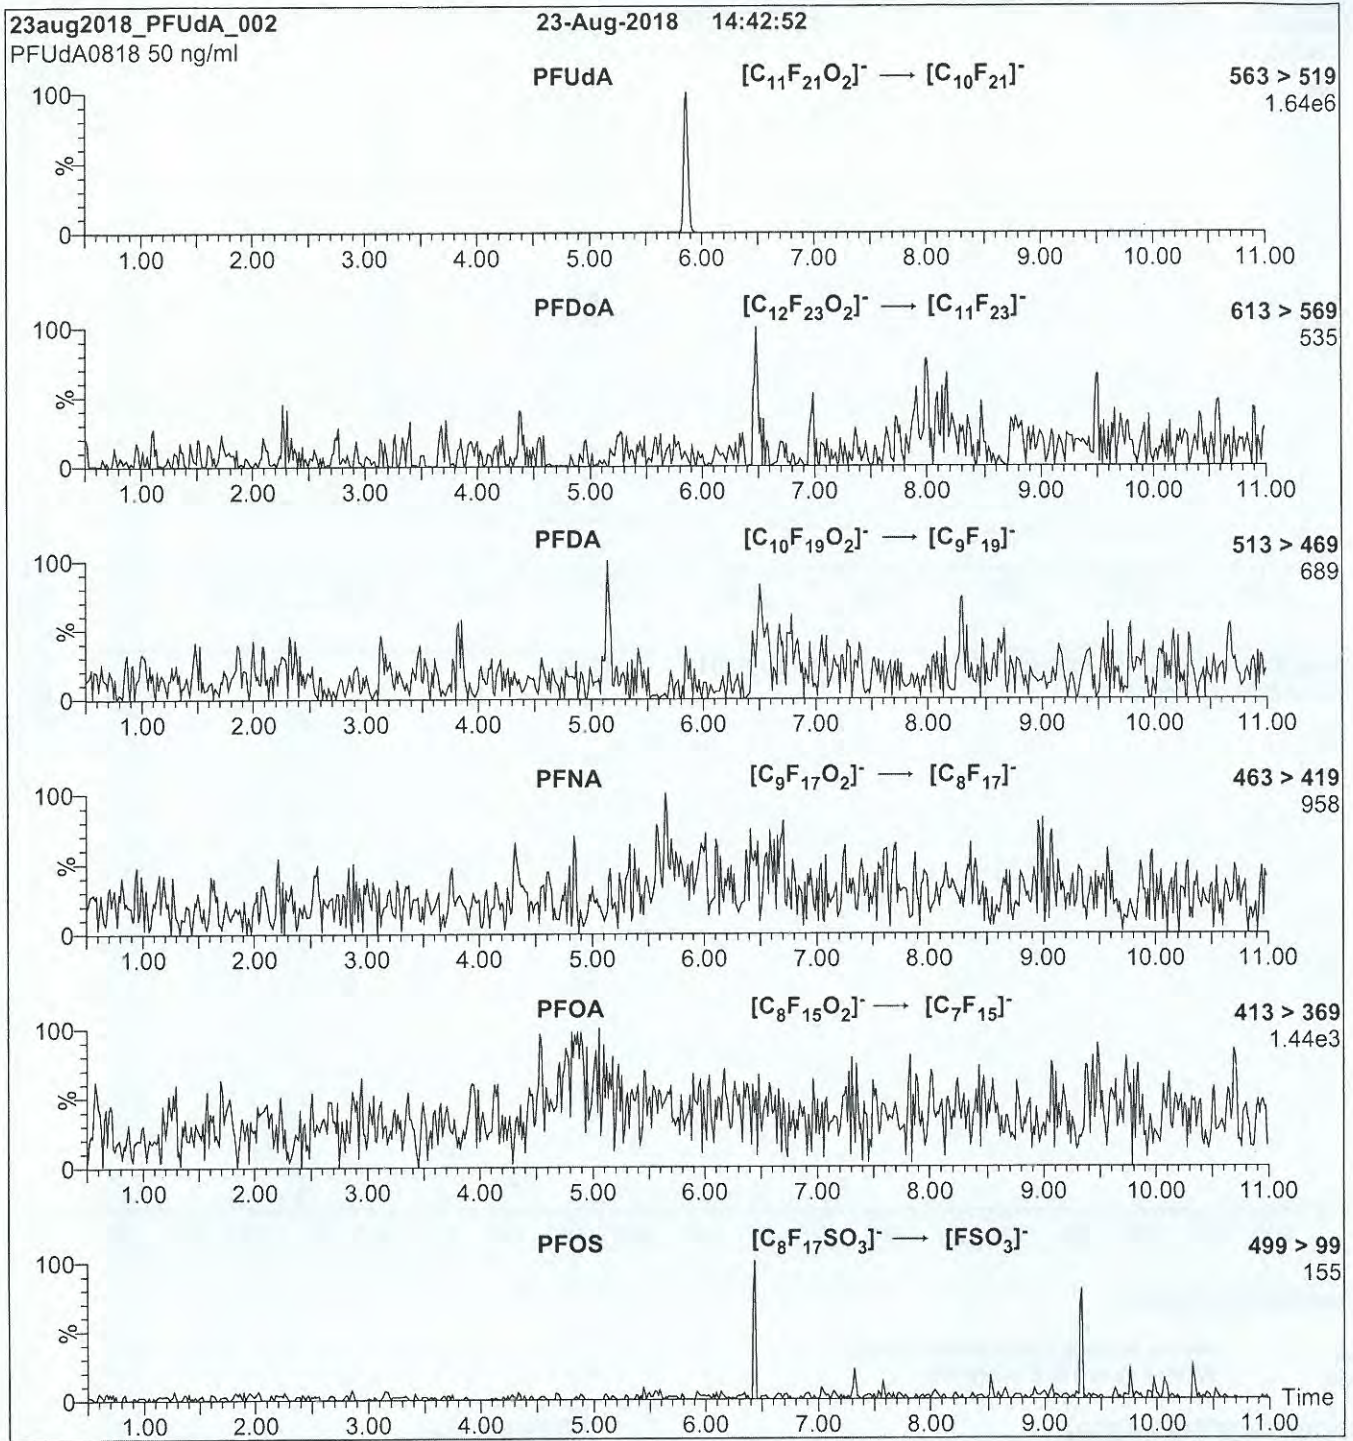 23aug2018_PFUdA_002 23-Aug-2018 14:42:52
PFUdA0818 50 ng/ml
PFUdA [C₁₁F₂₁O₂]⁻ → [C₁₀F₂₁]⁻ 563 > 519
1.64e6
100
%
0
1.00 2.00 3.00 4.00 5.00 6.00 7.00 8.00 9.00 10.00 11.00
PFDoA [C₁₂F₂₃O₂]⁻ → [C₁₁F₂₃]⁻ 613 > 569
535
100
%
0
1.00 2.00 3.00 4.00 5.00 6.00 7.00 8.00 9.00 10.00 11.00
PFDA [C₁₀F₁₉O₂]⁻ → [C₉F₁₉]⁻ 513 > 469
689
100
%
0
1.00 2.00 3.00 4.00 5.00 6.00 7.00 8.00 9.00 10.00 11.00
PFNA [C₉F₁₇O₂]⁻ → [C₈F₁₇]⁻ 463 > 419
958
100
%
0
1.00 2.00 3.00 4.00 5.00 6.00 7.00 8.00 9.00 10.00 11.00
PFOA [C₈F₁₅O₂]⁻ → [C₇F₁₅]⁻ 413 > 369
1.44e3
100
%
0
1.00 2.00 3.00 4.00 5.00 6.00 7.00 8.00 9.00 10.00 11.00
PFOS [C₈F₁₇SO₃]⁻ → [FSO₃]⁻ 499 > 99
155
100
%
0
Time
1.00 2.00 3.00 4.00 5.00 6.00 7.00 8.00 9.00 10.00 11.00